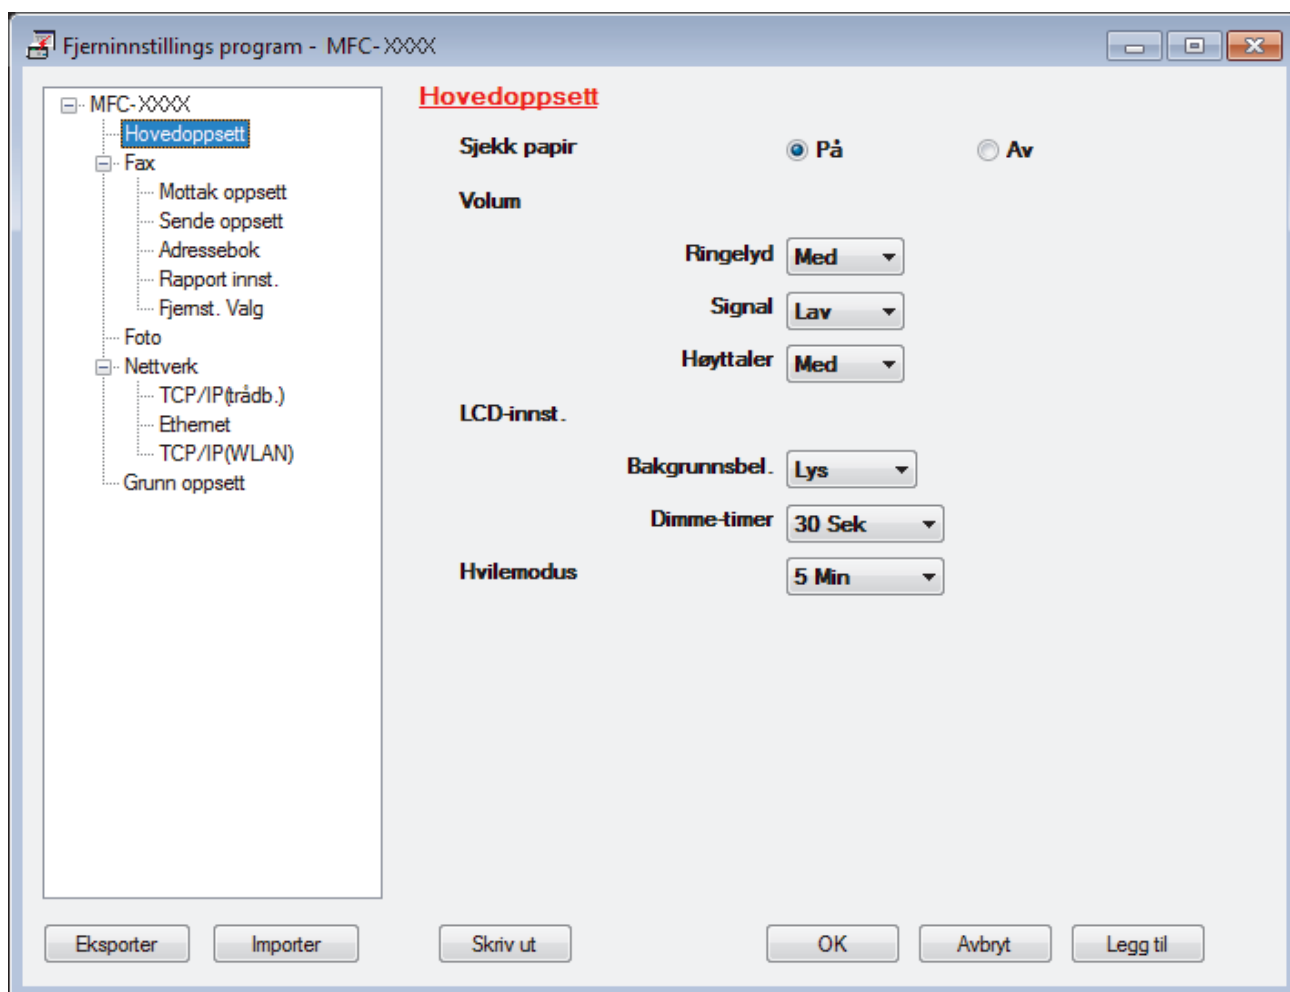 Fjerninnstillings program - MFC-XXXX
MFC-XXXX
Hovedoppsett
Fax
Mottak oppsett
Sende oppsett
Adressebok
Rapport innst.
Fjernst. Valg
Foto
Nettverk
TCP/IP(trådb.)
Ethernet
TCP/IP(WLAN)
Grunn oppsett
Hovedoppsett
Sjekk papir På Av
Volum
Ringelyd Med
Signal Lav
Høyttaler Med
LCD-innst.
Bakgrunnsbel. Lys
Dimme-timer 30 Sek
Hvilemodus 5 Min
Eksporter Importer Skriv ut OK Avbryt Legg til